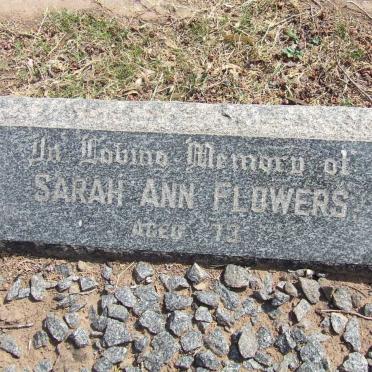 In Loving Memory of
SARAH ANN FLOWERS
AGED 73